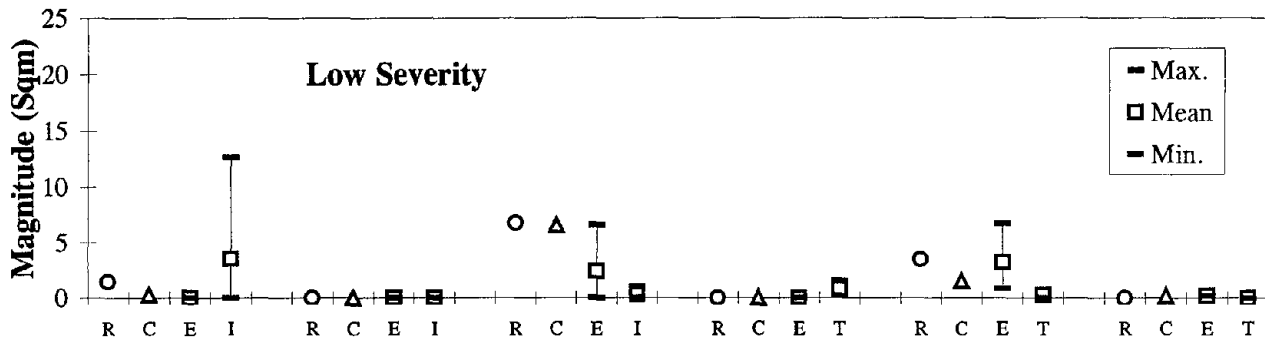 Magnitude (Sqm)
25
20
15
10
5
0
Low Severity
Max.
Mean
Min.
R C E I R C E I R C E I R C E T R C E T R C E T